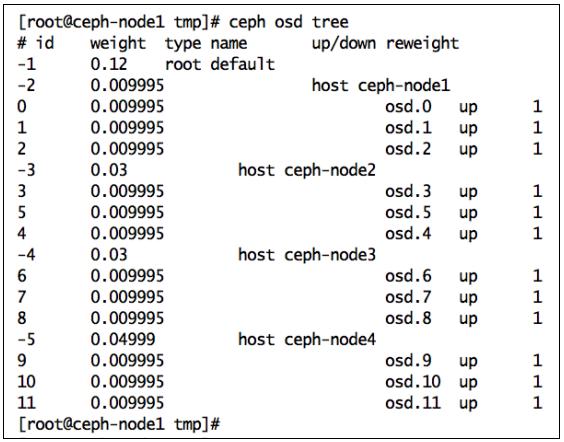 [root@ceph-node1 tmp]# ceph osd tree
# id weight type name up/down reweight
-1 0.12 root default
-2 0.009995 host ceph-node1
0 0.009995 osd.0 up 1
1 0.009995 osd.1 up 1
2 0.009995 osd.2 up 1
-3 0.03 host ceph-node2
3 0.009995 osd.3 up 1
5 0.009995 osd.5 up 1
4 0.009995 osd.4 up 1
-4 0.03 host ceph-node3
6 0.009995 osd.6 up 1
7 0.009995 osd.7 up 1
8 0.009995 osd.8 up 1
-5 0.04999 host ceph-node4
9 0.009995 osd.9 up 1
10 0.009995 osd.10 up 1
11 0.009995 osd.11 up 1
[root@ceph-node1 tmp]#